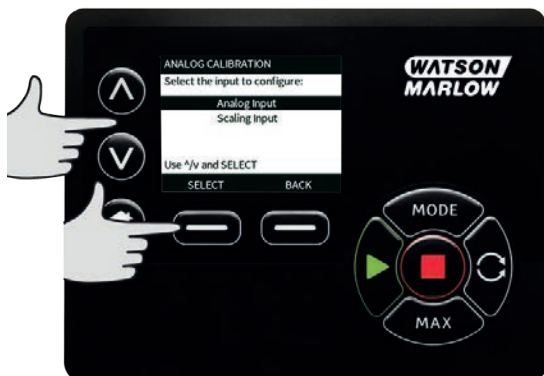 ANALOG CALIBRATION
Select the input to configure:
Analog Input
Scaling Input
Use ^/v and SELECT
SELECT BACK
WATSON
MARLOW
MODE
MAX